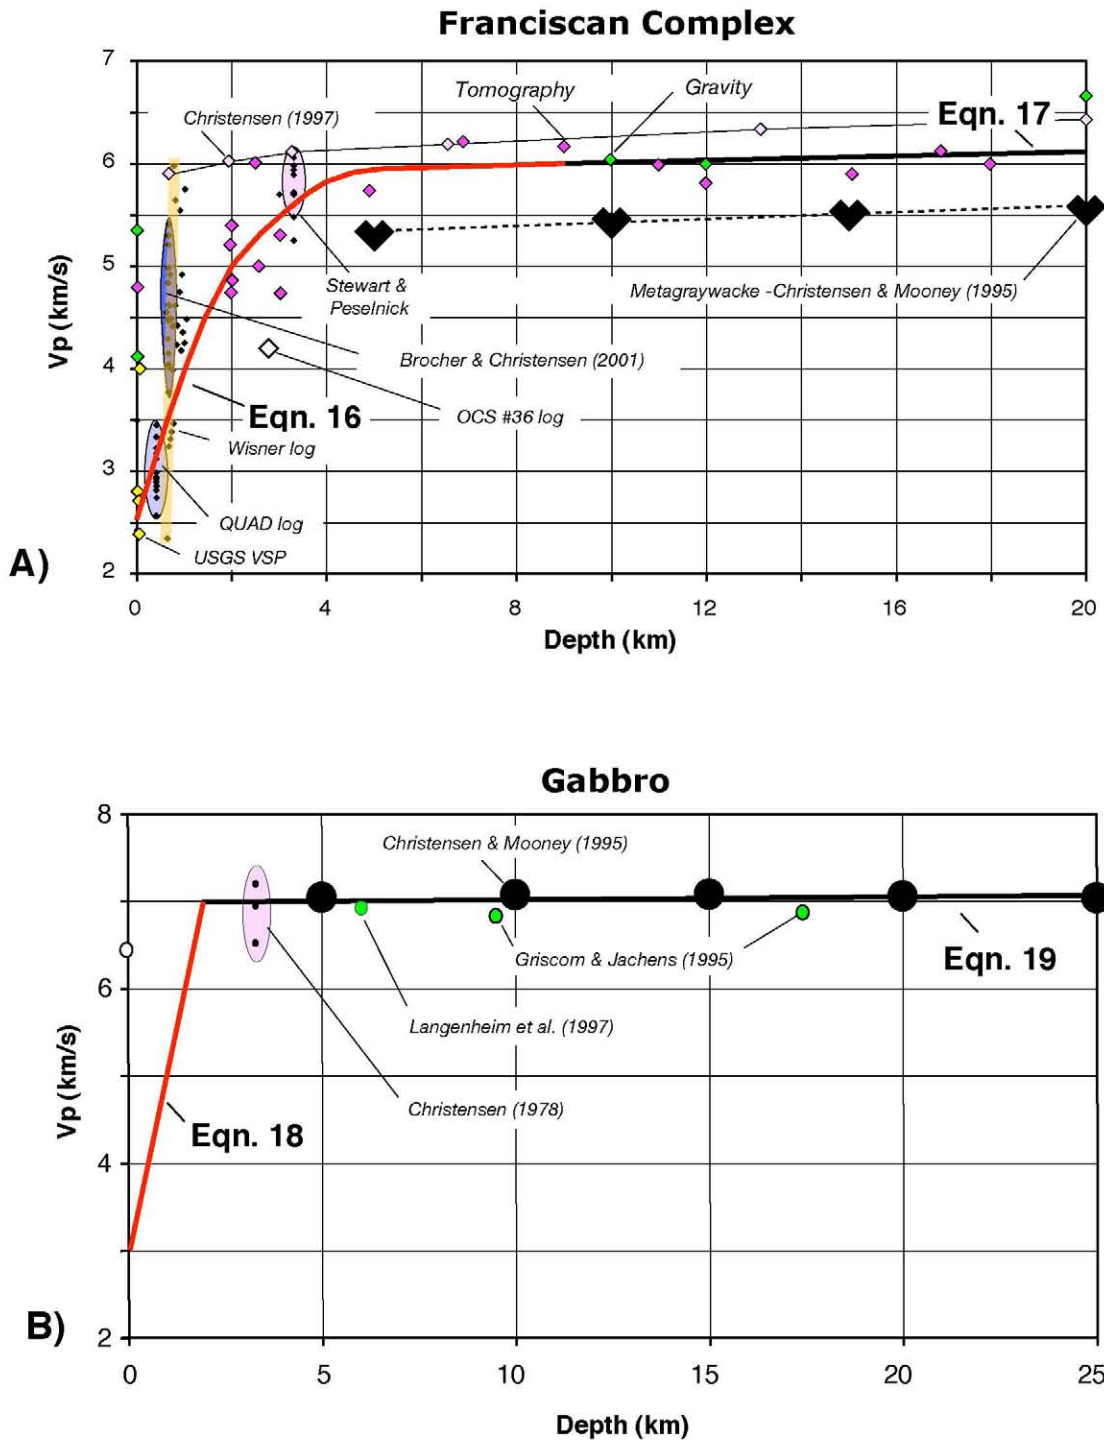 Franciscan Complex
7
Tomography
Gravity
Christensen (1997)
Eqn. 17
6
Vp (km/s)
5
Stewart &
Peselnick
Metagraywacke -Christensen & Mooney (1995)
Brocher & Christensen (2001)
4
Eqn. 16
OCS #36 log
Wisner log
3
QUAD log
USGS VSP
A)
2
0 4 8 12 16 20
Depth (km)
Gabbro
8
Christensen & Mooney (1995)
Griscom & Jachens (1995)
Eqn. 19
6
Vp (km/s)
Langenheim et al. (1997)
Christensen (1978)
Eqn. 18
4
B)
2
0 5 10 15 20 25
Depth (km)